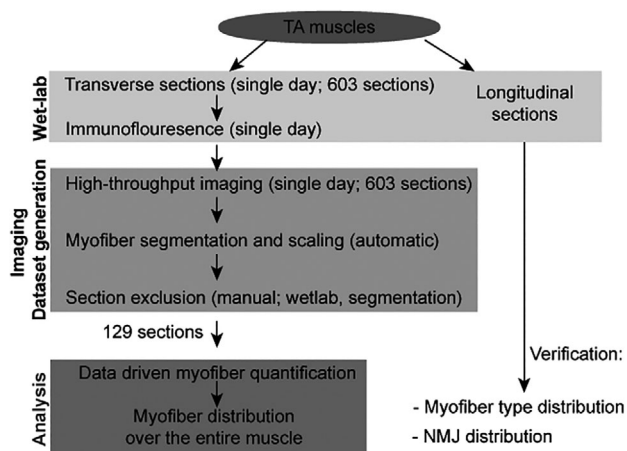 TA muscles
Wet-lab
Transverse sections (single day; 603 sections)
Immunoflouresence (single day)
Longitudinal
sections
Imaging
Dataset generation
High-throughput imaging (single day; 603 sections)
Myofiber segmentation and scaling (automatic)
Section exclusion (manual; wetlab, segmentation)
129 sections
Analysis
Data driven myofiber quantification
Myofiber distribution
over the entire muscle
Verification:
- Myofiber type distribution
- NMJ distribution